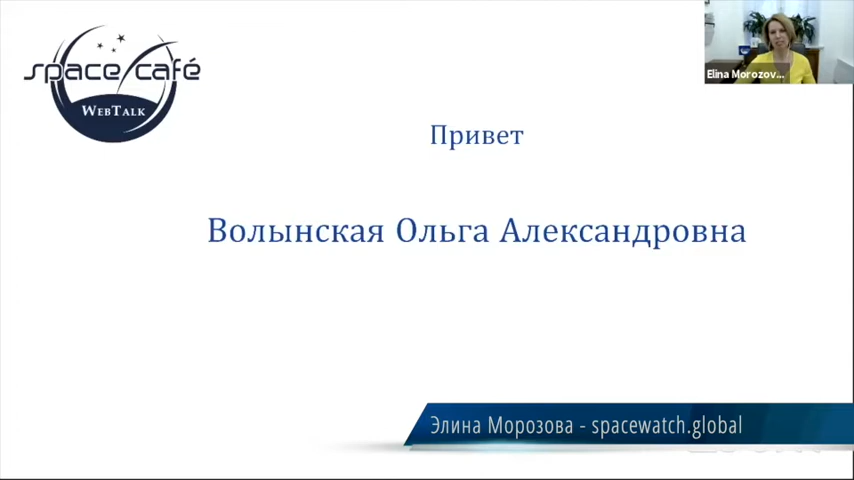 space café
WebTalk
Elina Morozov...
Привет
Волынская Ольга Александровна
Элина Морозова - spacewatch.global